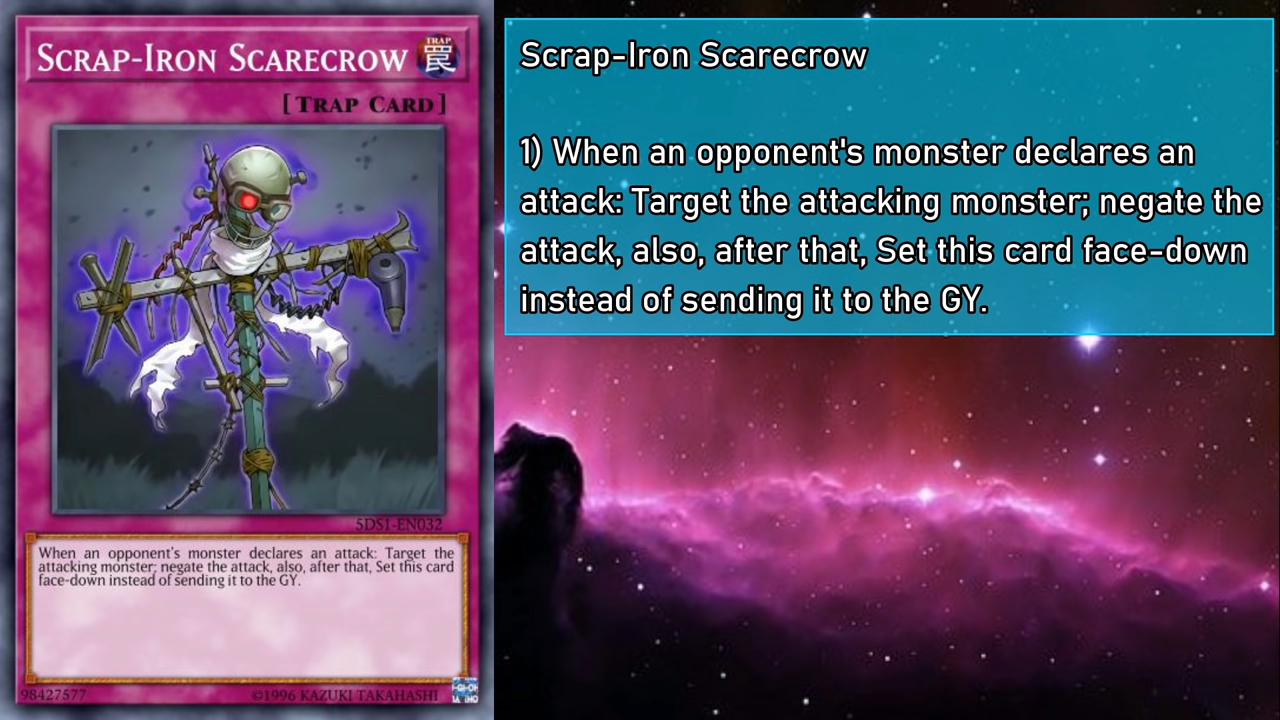 SCRAP-IRON SCARECROW
TRAP
罠
[TRAP CARD]
5DS1-EN032
When an opponent's monster declares an attack: Target the
attacking monster; negate the attack, also, after that, Set this card
face-down instead of sending it to the GY.
98427577
©1996 KAZUKI TAKAHASHI
Scrap-Iron Scarecrow
1) When an opponent's monster declares an
attack: Target the attacking monster; negate the
attack, also, after that, Set this card face-down
instead of sending it to the GY.